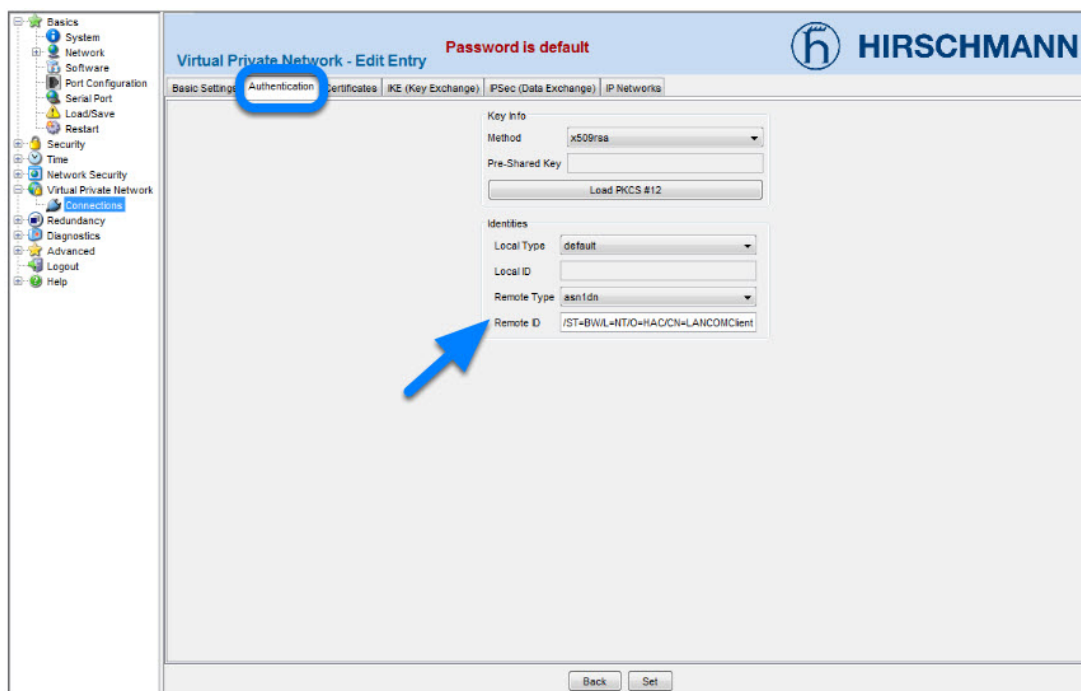 Basics
System
Network
Software
Port Configuration
Serial Port
Load/Save
Restart
Security
Time
Network Security
Virtual Private Network
Connections
Redundancy
Diagnostics
Advanced
Logout
Help
Password is default
Virtual Private Network - Edit Entry
HIRSCHMANN
Basic Settings Authentication Certificates IKE (Key Exchange) IPSec (Data Exchange) IP Networks
Key Info
Method x509rsa
Pre-Shared Key
Load PKCS #12
Identities
Local Type default
Local ID
Remote Type asn1dn
Remote ID /ST=BW/L=NT/O=HAC/CN=LANCOMClient
Back Set